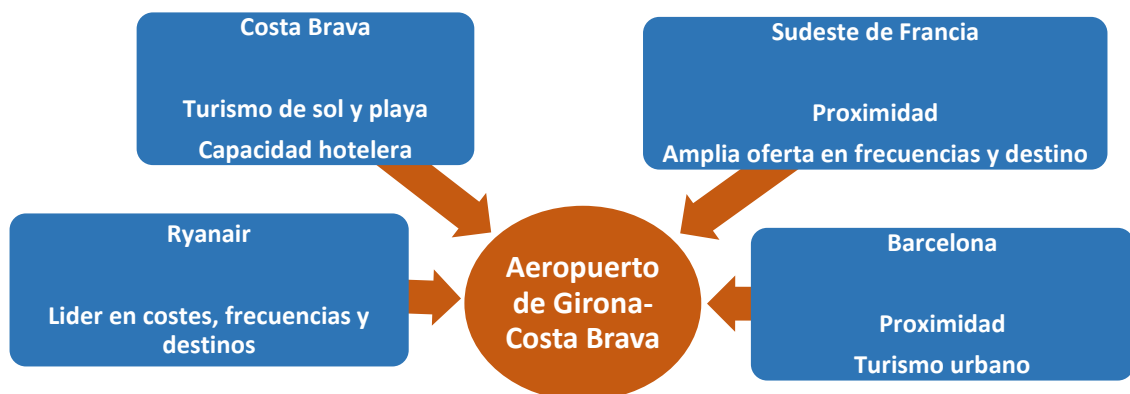 Costa Brava
Turismo de sol y playa
Capacidad hotelera
Sudeste de Francia
Proximidad
Amplia oferta en frecuencias y destino
Ryanair
Lider en costes, frecuencias y
destinos
Aeropuerto
de Girona-
Costa Brava
Barcelona
Proximidad
Turismo urbano